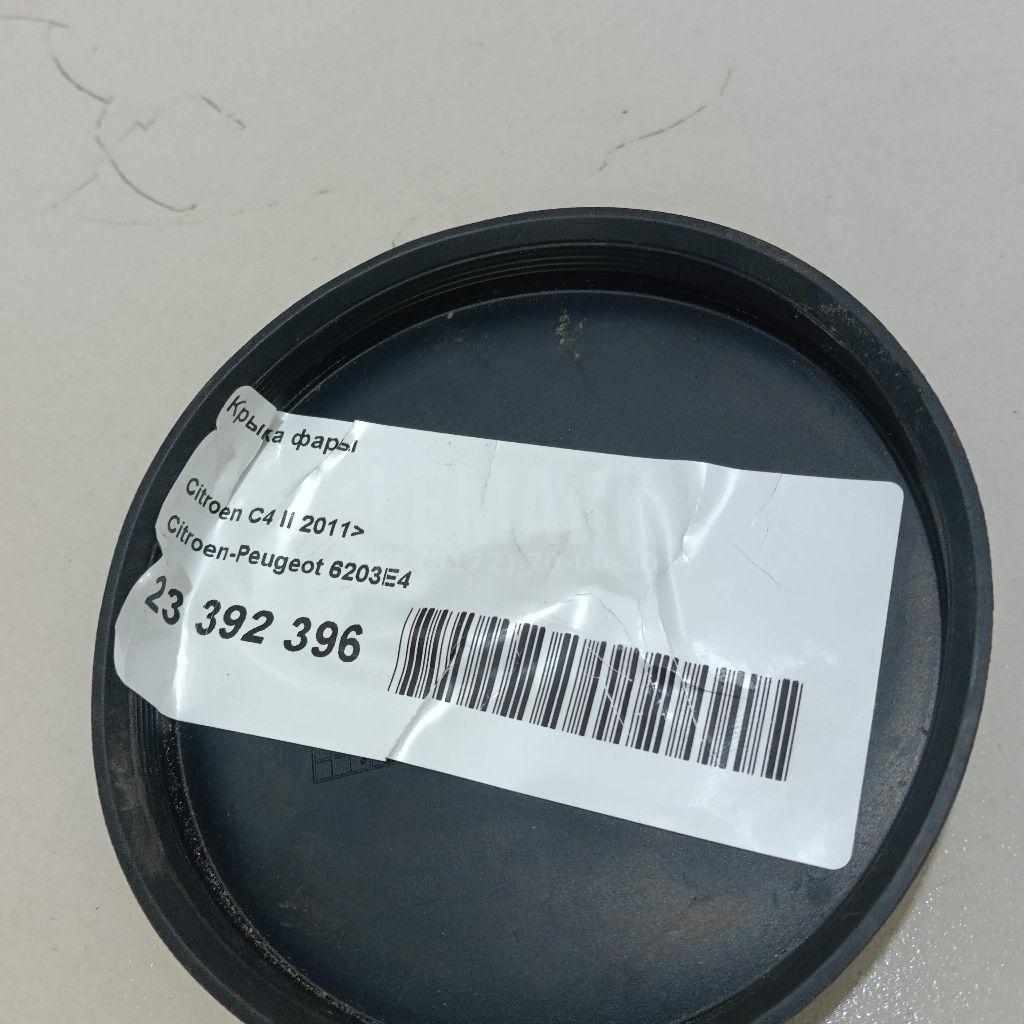 Крыка фары
Citroen C4 II 2011>
Citroen-Peugeot 6203E4
23 392 396